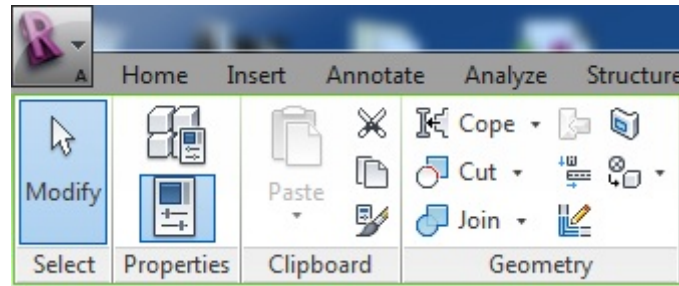 R
A
Home Insert Annotate Analyze Structure
Modify
Paste
Cope
Cut
Join
Select Properties Clipboard Geometry